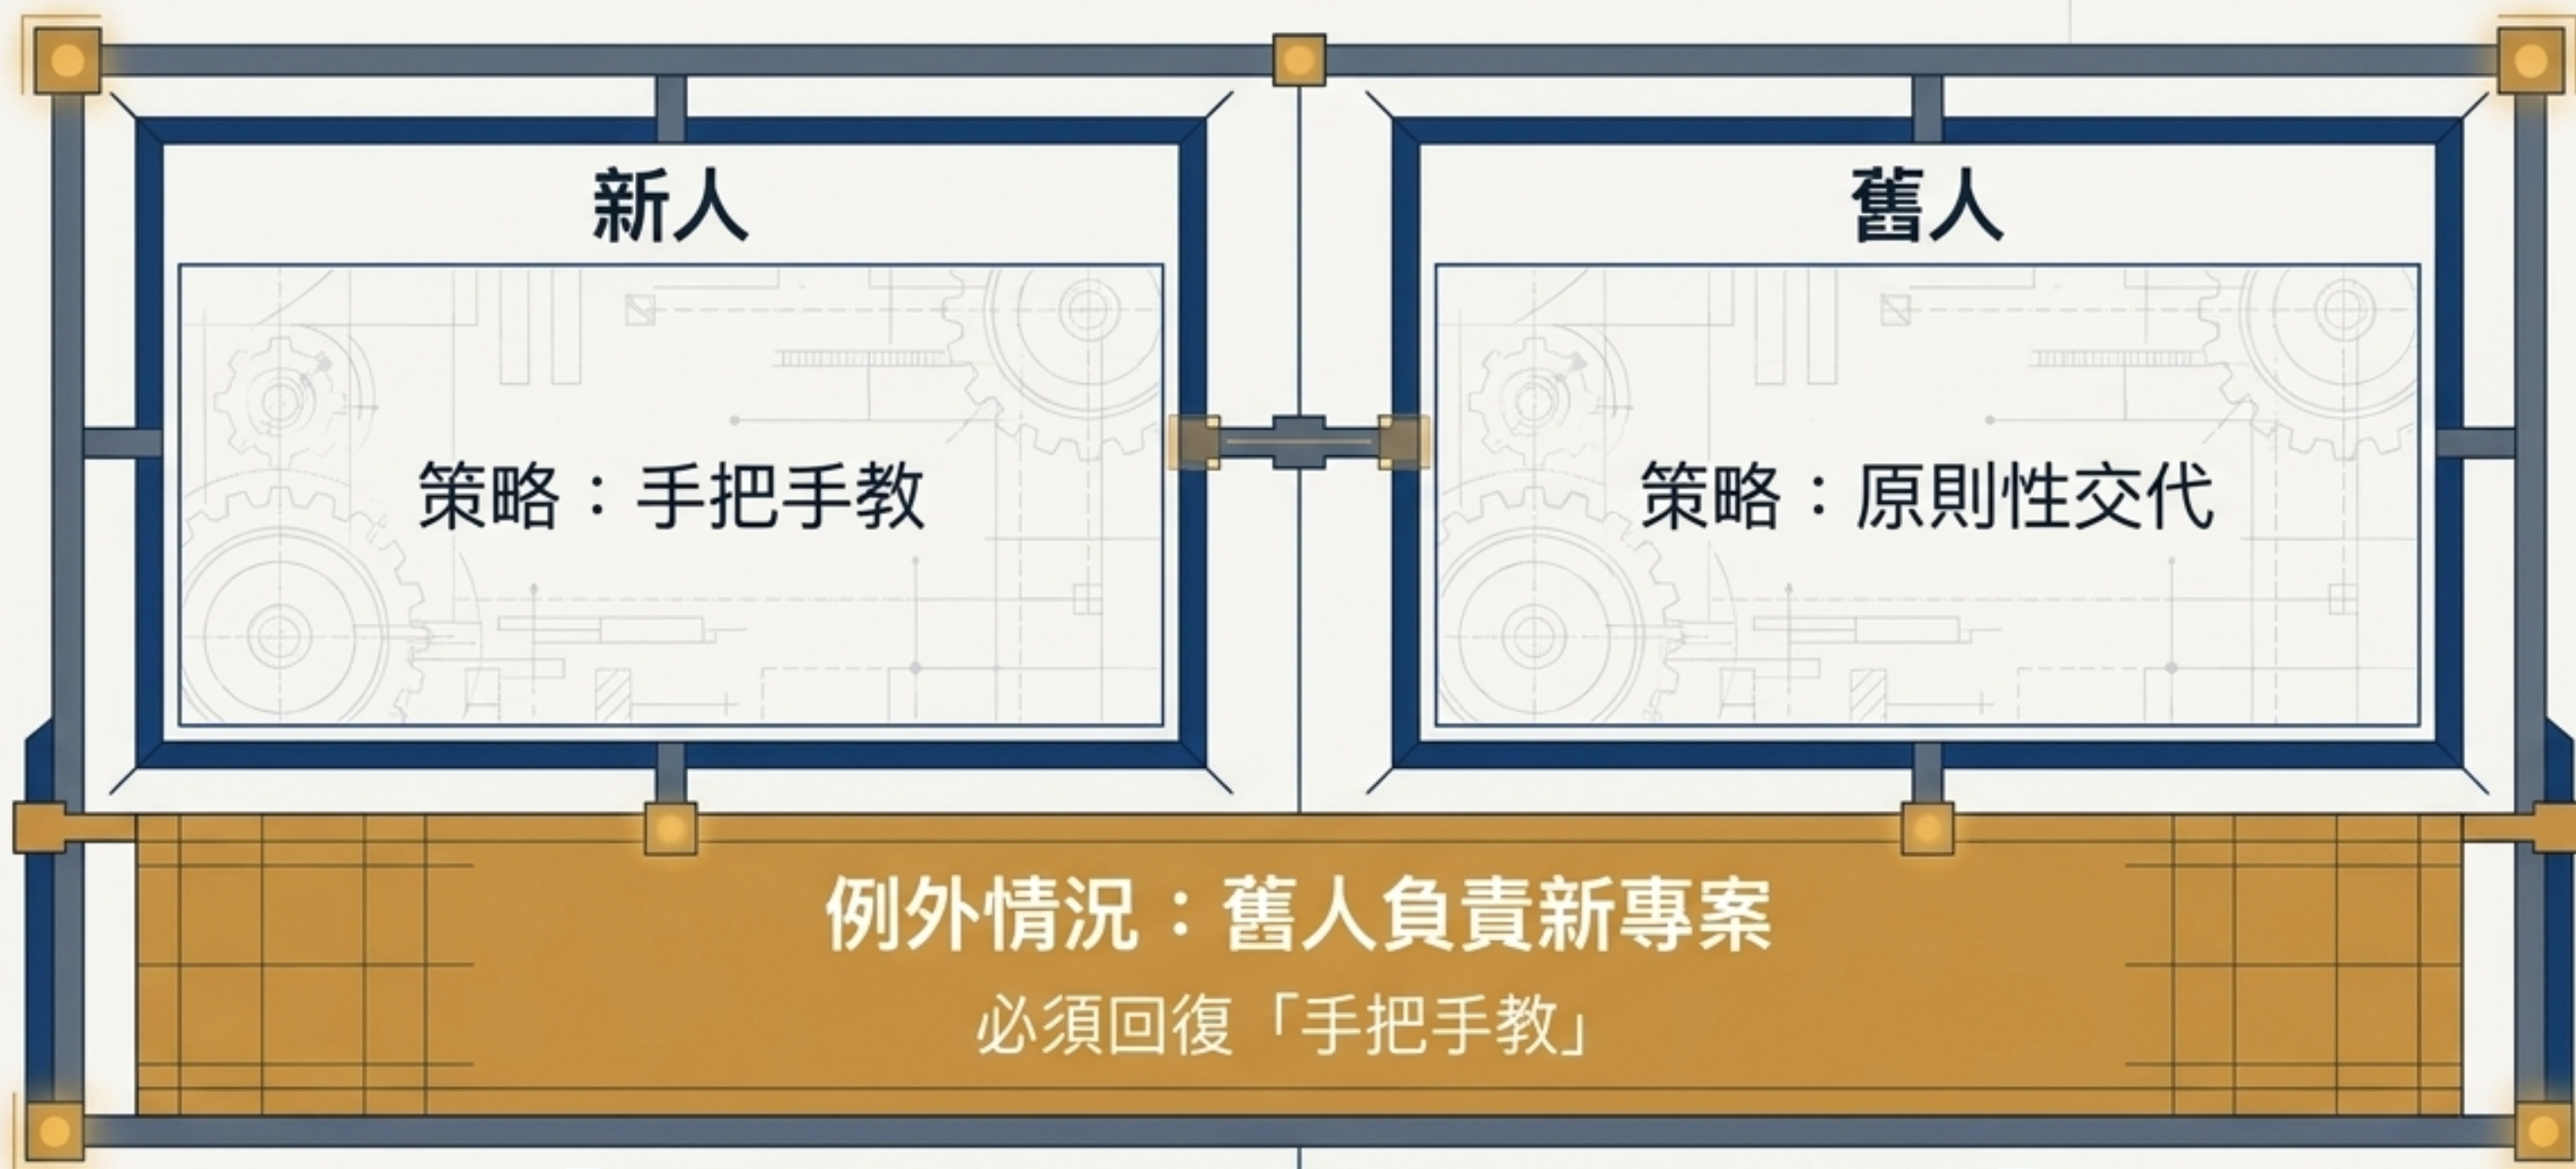 新人
策略：手把手教
舊人
策略：原則性交代
例外情況：舊人負責新專案
必須回復「手把手教」